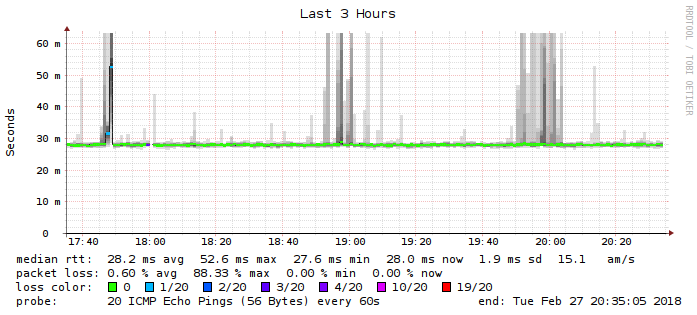 Last 3 Hours
RRDTOOL / TOBI OETIKER
Seconds
60 m
50 m
40 m
30 m
20 m
10 m
0
17:40 18:00 18:20 18:40 19:00 19:20 19:40 20:00 20:20
median rtt: 28.2 ms avg 52.6 ms max 27.6 ms min 28.0 ms now 1.9 ms sd 15.1 am/s
packet loss: 0.60 % avg 88.33 % max 0.00 % min 0.00 % now
loss color: 0 1/20 2/20 3/20 4/20 10/20 19/20
probe: 20 ICMP Echo Pings (56 Bytes) every 60s end: Tue Feb 27 20:35:05 2018